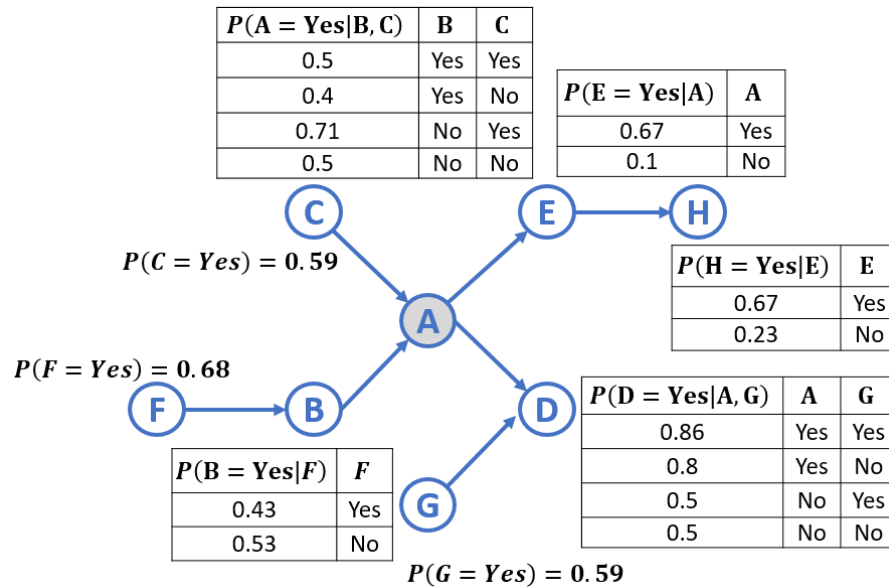 P(A = Yes|B, C) B C
0.5 Yes Yes
0.4 Yes No
0.71 No Yes
0.5 No No
P(E = Yes|A) A
0.67 Yes
0.1 No
C
E
H
P(C = Yes) = 0.59
P(H = Yes|E) E
0.67 Yes
0.23 No
A
P(F = Yes) = 0.68
F
B
D
P(D = Yes|A, G) A G
0.86 Yes Yes
0.8 Yes No
0.5 No Yes
0.5 No No
P(B = Yes|F) F
0.43 Yes
0.53 No
G
P(G = Yes) = 0.59